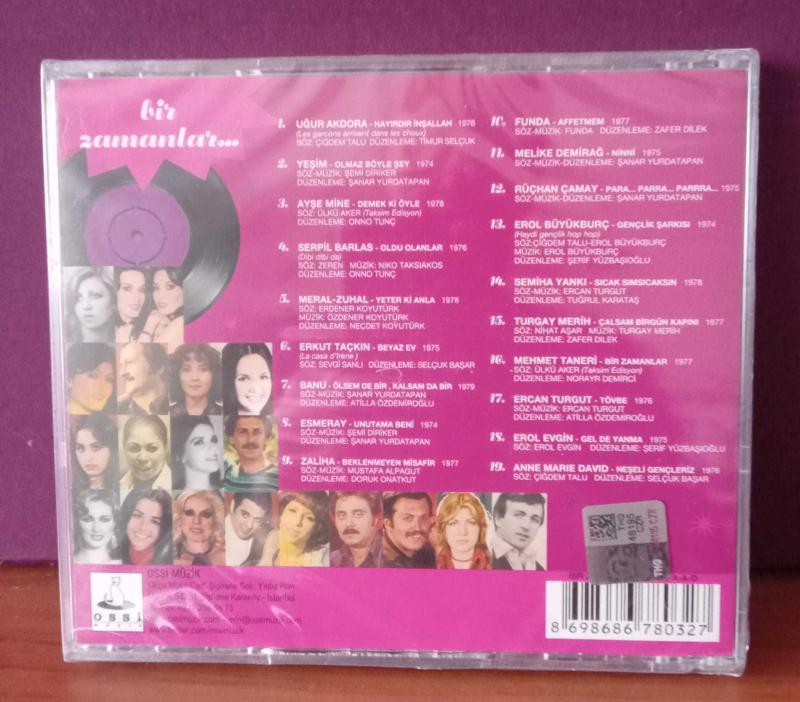 bir
zamanlar...
1. UĞUR AKDORA - HAYIRDIR İNŞALLAH 1976
(Les garcons arrivent dans les choux)
SÖZ: ÇİĞDEM TALU DÜZENLEME: TİMUR SELÇUK
2. YEŞİM - OLMAZ BÖYLE ŞEY 1974
SÖZ-MÜZİK: ŞEMİ DİRİKER
DÜZENLEME: ŞANAR YURDATAPAN
3. AYŞE MİNE - DEMEK Kİ ÖYLE 1978
SÖZ: ÜLKÜ AKER (Taksim Edisyon)
DÜZENLEME: ONNO TUNÇ
4. SERPİL BARLAS - OLDU OLANLAR 1976
(Dibi dibi da)
SÖZ: ZEREN MÜZİK: NIKO TAKSIAKOS
DÜZENLEME: ONNO TUNÇ
5. MERAL-ZUHAL - YETER Kİ ANLA 1978
SÖZ: ERDENER KOYUTÜRK
MÜZİK: ÖZDENER KOYUTÜRK
DÜZENLEME: NECDET KOYUTÜRK
6. ERKUT TAÇKIN - BEYAZ EV 1975
(La casa d'Irene)
SÖZ: SEVGİ SANLI DÜZENLEME: SELÇUK BAŞAR
7. BANU - ÖLSEM DE BİR, KALSAM DA BİR 1979
SÖZ-MÜZİK: ŞANAR YURDATAPAN
DÜZENLEME: ATİLLA ÖZDEMİROĞLU
8. ESMERAY - UNUTAMA BENİ 1974
SÖZ-MÜZİK: ŞEMİ DİRİKER
DÜZENLEME: ŞANAR YURDATAPAN
9. ZALİHA - BEKLENMEYEN MİSAFİR 1977
SÖZ-MÜZİK: MUSTAFA ALPAGUT
DÜZENLEME: DORUK ONATKUT
10. FUNDA - AFFETMEM 1977
SÖZ-MÜZİK: FUNDA DÜZENLEME: ZAFER DİLEK
11. MELİKE DEMİRAĞ - NİNNİ 1975
SÖZ-MÜZİK-DÜZENLEME: ŞANAR YURDATAPAN
12. RÜÇHAN ÇAMAY - PARA... PARRA... PARRRA... 1975
SÖZ-MÜZİK-DÜZENLEME: ŞANAR YURDATAPAN
13. EROL BÜYÜKBURÇ - GENÇLİK ŞARKISI 1974
(Haydi gençlik hop hop)
SÖZ:ÇİĞDEM TALU-EROL BÜYÜKBURÇ
MÜZİK: EROL BÜYÜKBURÇ
DÜZENLEME: ŞERİF YÜZBAŞIOĞLU
14. SEMİHA YANKI - SICAK SIMSICAKSIN 1978
SÖZ-MÜZİK: ERCAN TURGUT
DÜZENLEME: TUĞRUL KARATAŞ
15. TURGAY MERİH - ÇALSAM BİRGÜN KAPINI 1977
SÖZ: NİHAT AŞAR MÜZİK: TURGAY MERİH
DÜZENLEME: ZAFER DİLEK
16. MEHMET TANERİ - BİR ZAMANLAR 1977
SÖZ: ÜLKÜ AKER (Taksim Edisyon)
DÜZENLEME: NORAYR DEMİRCİ
17. ERCAN TURGUT - TÖVBE 1976
SÖZ-MÜZİK: ERCAN TURGUT
DÜZENLEME: ATİLLA ÖZDEMİROĞLU
18. EROL EVGİN - GEL DE YANMA 1975
SÖZ: EROL EVGİN DÜZENLEME: ŞERİF YÜZBAŞIOĞLU
19. ANNE MARIE DAVID - NEŞELİ GENÇLERİZ 1976
SÖZ: ÇİĞDEM TALU DÜZENLEME: SELÇUK BAŞAR
THG
48195
CZR
THG
OSSİ MÜZİK
Şişhane Sok. Yıldız Han
Karaköy-İstanbul
www.twitter.com/ossimuzik
ossi
MÜZİK
8 698686 780327